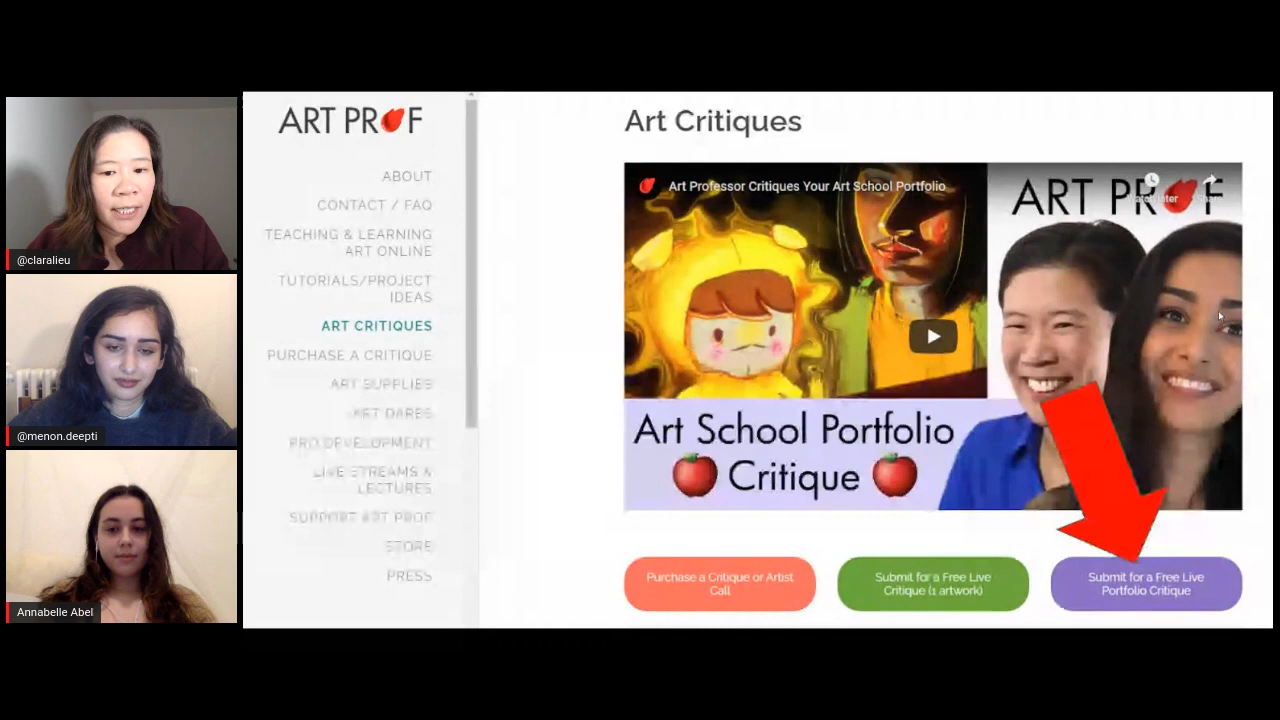 @claralieu
@menon.deepti
Annabelle Abel
ART PROF
ABOUT
CONTACT / FAQ
TEACHING & LEARNING
ART ONLINE
TUTORIALS/PROJECT
IDEAS
ART CRITIQUES
PURCHASE A CRITIQUE
ART SUPPLIES
ART DARES
PRO DEVELOPMENT
LIVE STREAMS &
LECTURES
SUPPORT ART PROF
STORE
PRESS
Art Critiques
Art Professor Critiques Your Art School Portfolio
Watch later
Share
ART PROF
Art School Portfolio
Critique
Purchase a Critique or Artist
Call
Submit for a Free Live
Critique (1 artwork)
Submit for a Free Live
Portfolio Critique